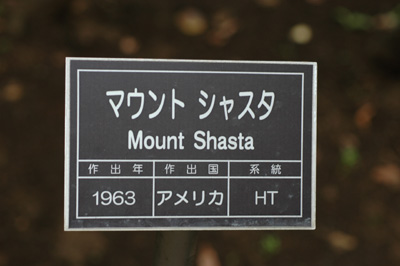 マウント シャスタ
Mount Shasta
作出年 作出国 系統
1963 アメリカ HT